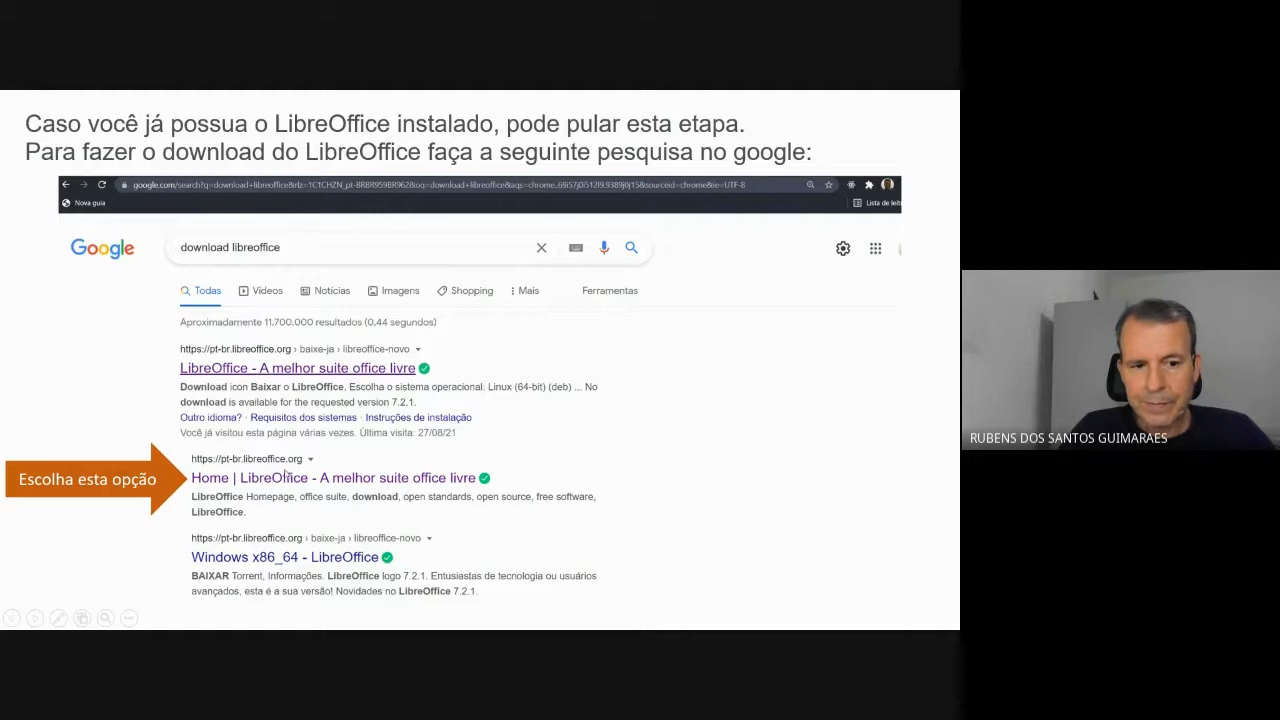 Caso você já possua o LibreOffice instalado, pode pular esta etapa.
Para fazer o download do LibreOffice faça a seguinte pesquisa no google:
Nova guia
Lista de leit
Google
download libreoffice
Todas
Vídeos
Notícias
Imagens
Shopping
Mais
Ferramentas
Aproximadamente 11.700.000 resultados (0,44 segundos)
https://pt-br.libreoffice.org › baixe-ja › libreoffice-novo
LibreOffice - A melhor suite office livre
Download icon Baixar o LibreOffice. Escolha o sistema operacional: Linux (64-bit) (deb) ... No
download is available for the requested version 7.2.1.
Outro idioma? · Requisitos dos sistemas · Instruções de instalação
Você já visitou esta página várias vezes. Última visita: 27/08/21
https://pt-br.libreoffice.org
Escolha esta opção
Home | LibreOffice - A melhor suite office livre
LibreOffice Homepage, office suite, download, open standards, open source, free software,
LibreOffice.
https://pt-br.libreoffice.org › baixe-ja › libreoffice-novo
Windows x86_64 - LibreOffice
BAIXAR Torrent, Informações. LibreOffice logo 7.2.1. Entusiastas de tecnologia ou usuários
avançados, esta é a sua versão! Novidades no LibreOffice 7.2.1.
RUBENS DOS SANTOS GUIMARAES